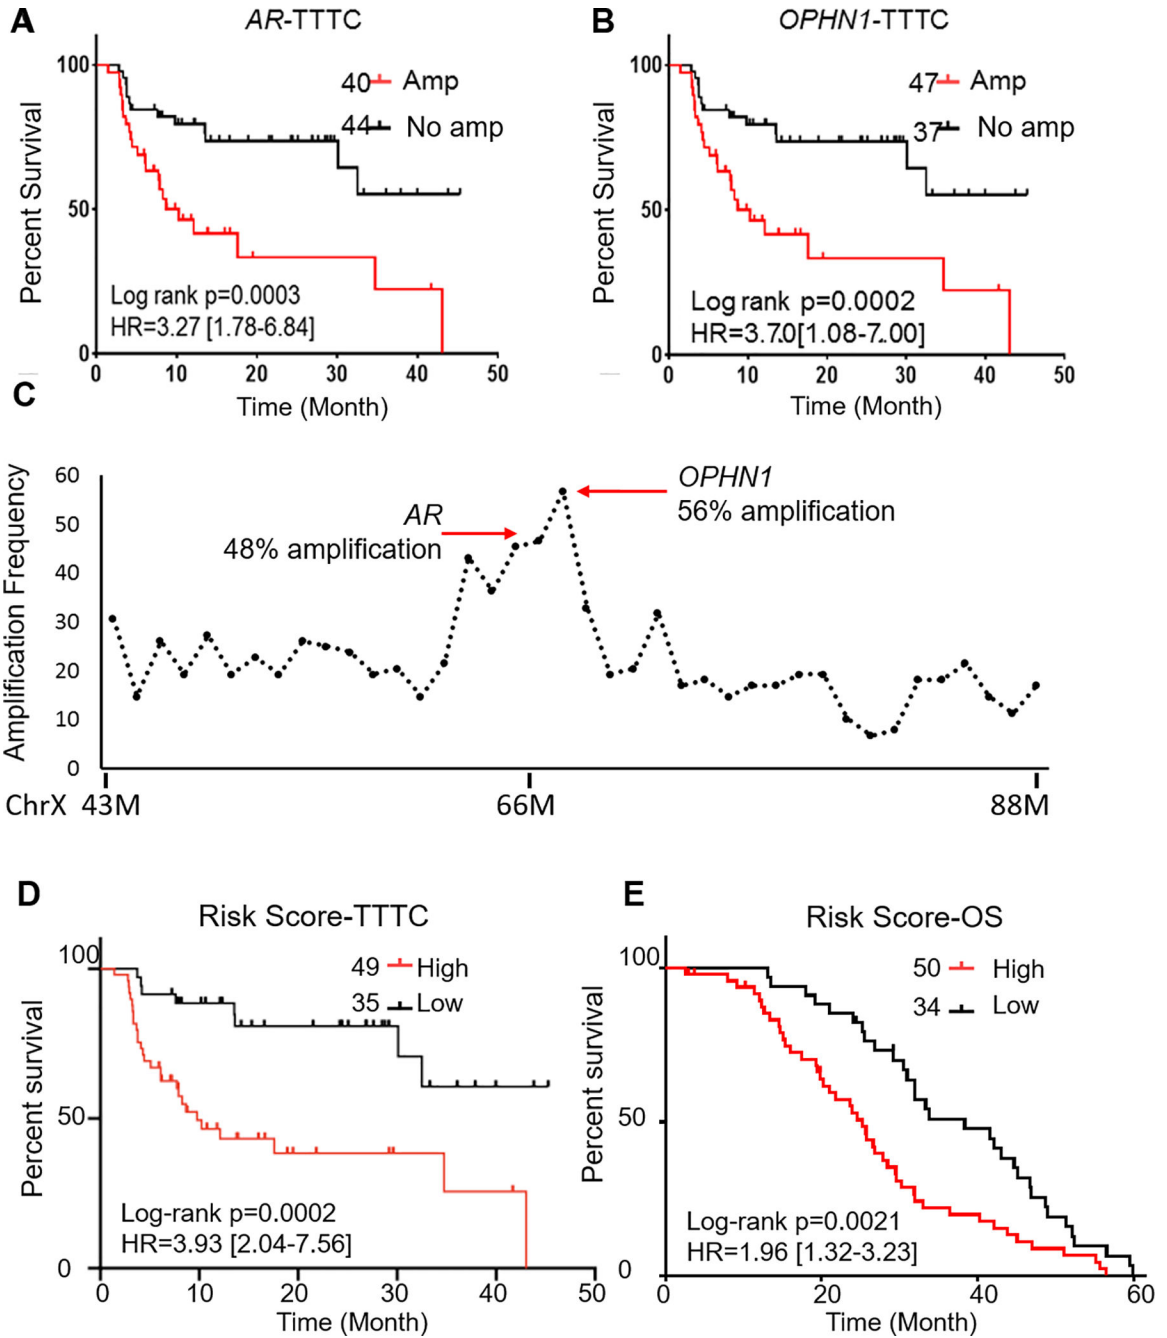 A
AR-TTTC
100
50
0
40 Amp
44 No amp
Percent Survival
Log rank p=0.0003
HR=3.27 [1.78-6.84]
0 10 20 30 40 50
Time (Month)
B
OPHN1-TTTC
100
50
0
47 Amp
37 No amp
Percent Survival
Log rank p=0.0002
HR=3.70[1.08-7.00]
0 10 20 30 40 50
Time (Month)
C
Amplification Frequency
60
50
40
30
20
10
0
AR
48% amplification
OPHN1
56% amplification
ChrX 43M 66M 88M
D
Risk Score-TTTC
100
50
0
49 High
35 Low
Percent survival
Log-rank p=0.0002
HR=3.93 [2.04-7.56]
0 10 20 30 40 50
Time (Month)
E
Risk Score-OS
100
50
0
50 High
34 Low
Percent survival
Log-rank p=0.0021
HR=1.96 [1.32-3.23]
0 20 40 60
Time (Month)